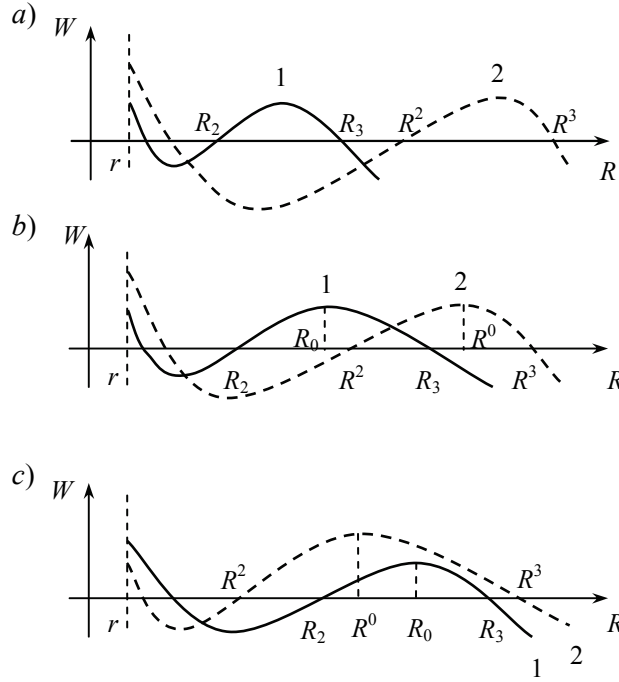 a)
W
1
2
R₂
R₃
R²
R³
r
R
b)
W
1
2
R₀
R⁰
r
R₂
R²
R₃
R³
R
c)
W
R²
R³
r
R₂
R⁰
R₀
R₃
R
1
2